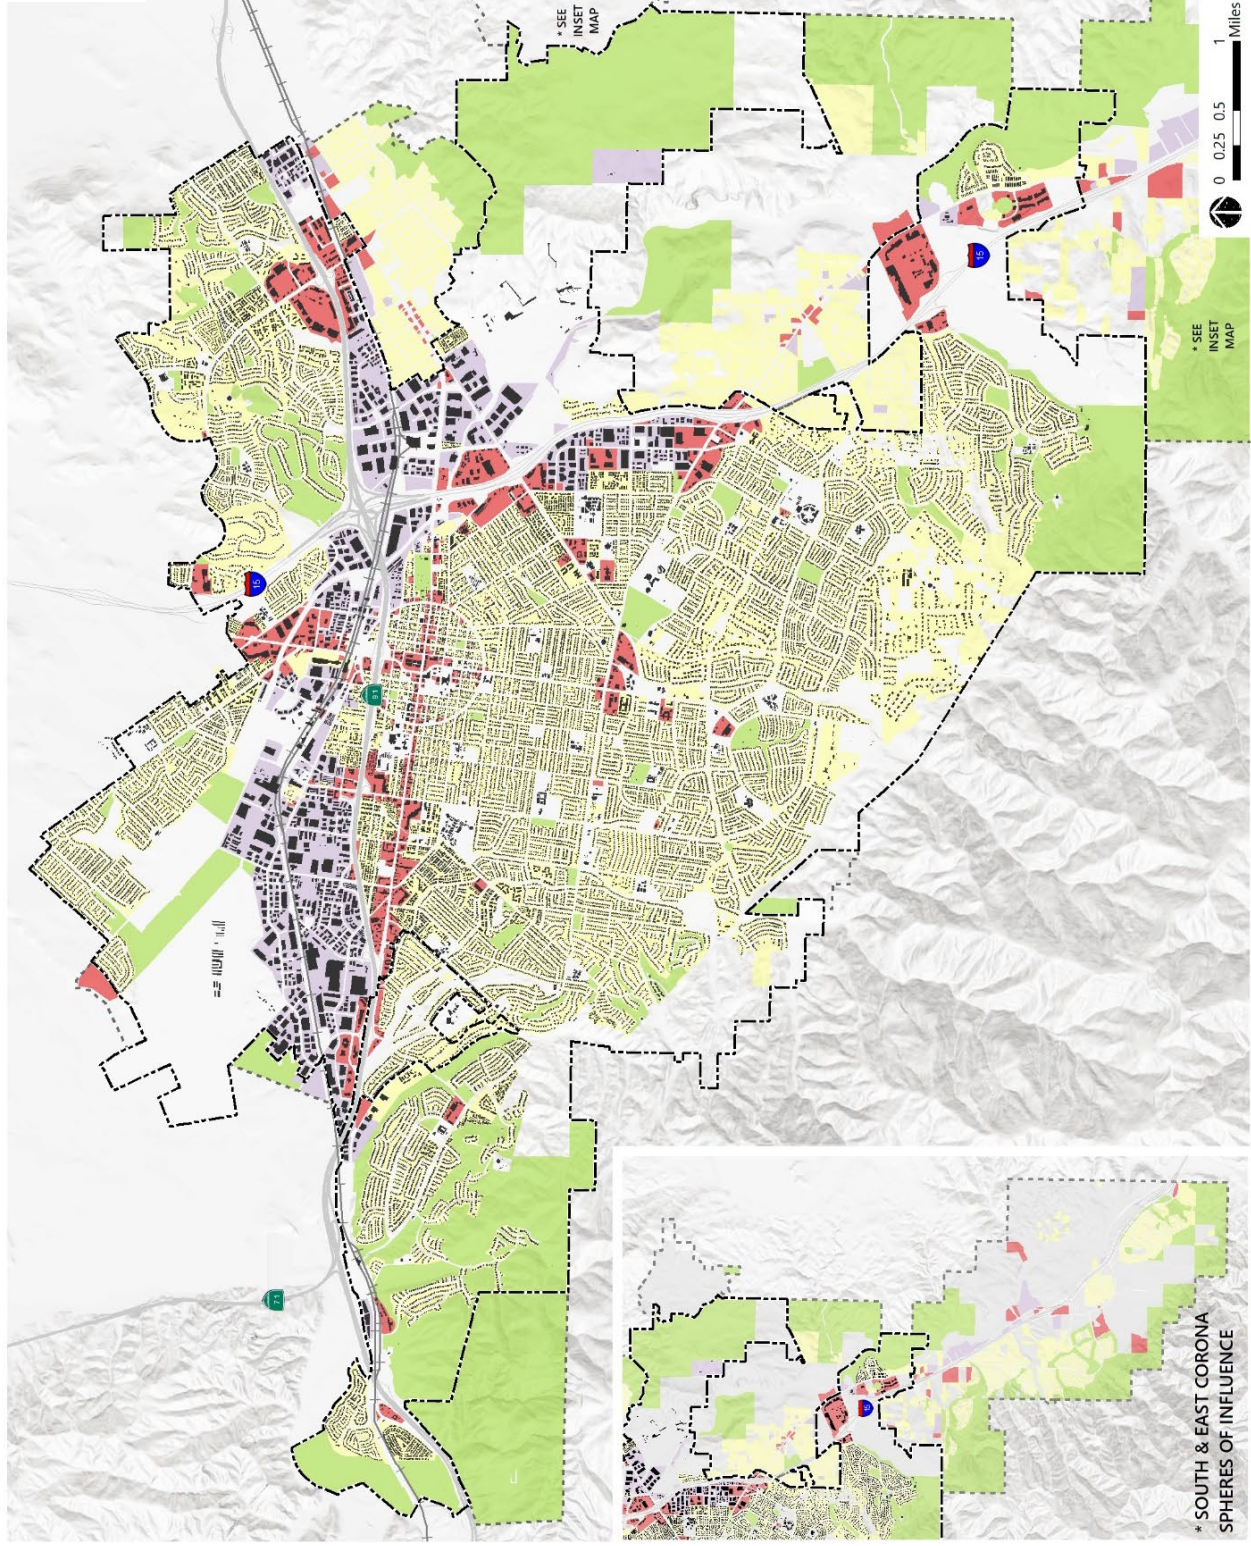 * SEE
INSET
MAP
0 0.25 0.5 1
Miles
15
15
91
71
* SEE
INSET
MAP
15
* SOUTH & EAST CORONA
SPHERES OF INFLUENCE